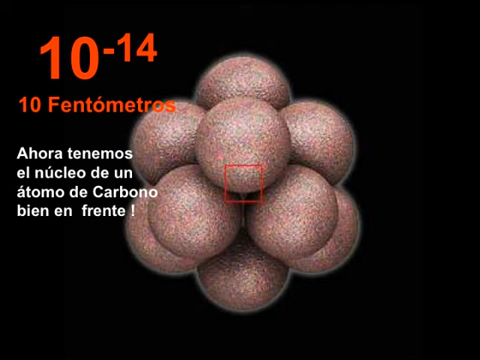 10-14
10 Fentómetros
Ahora tenemos
el núcleo de un
átomo de Carbono
bien en frente !